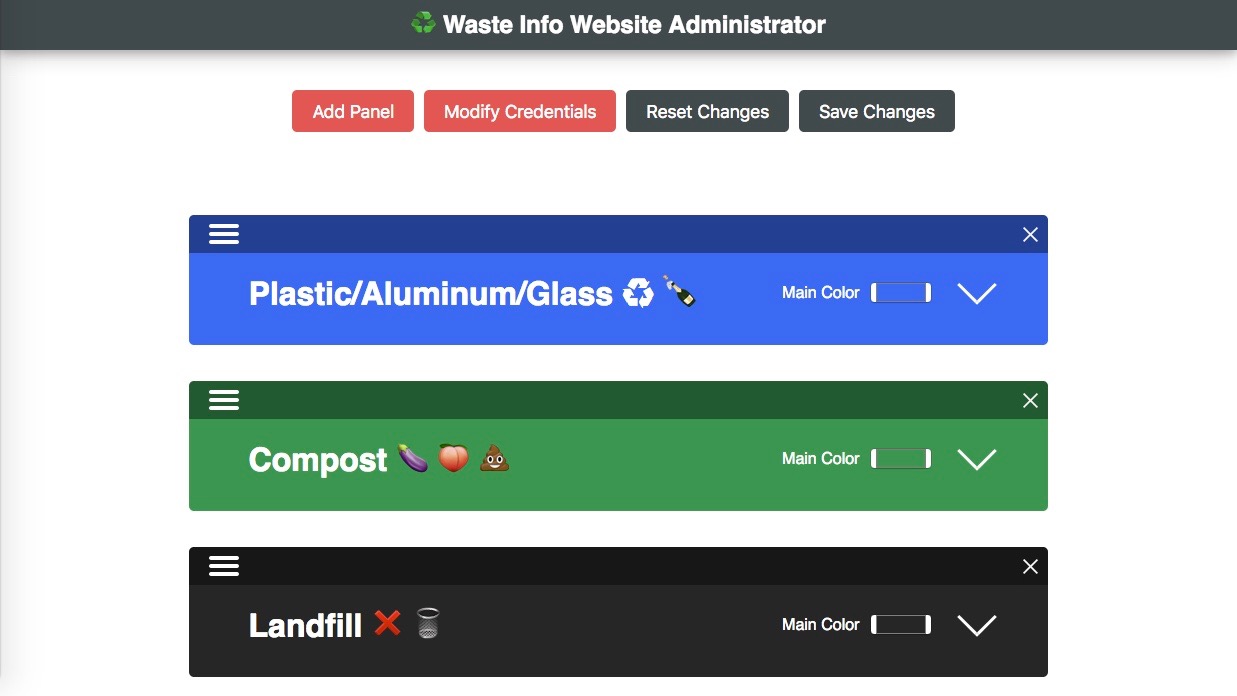 ♻️ Waste Info Website Administrator
Add Panel Modify Credentials Reset Changes Save Changes
Plastic/Aluminum/Glass ♻ 🍾 Main Color
Compost 🍆 🍑 💩 Main Color
Landfill ❌ 🗑 Main Color